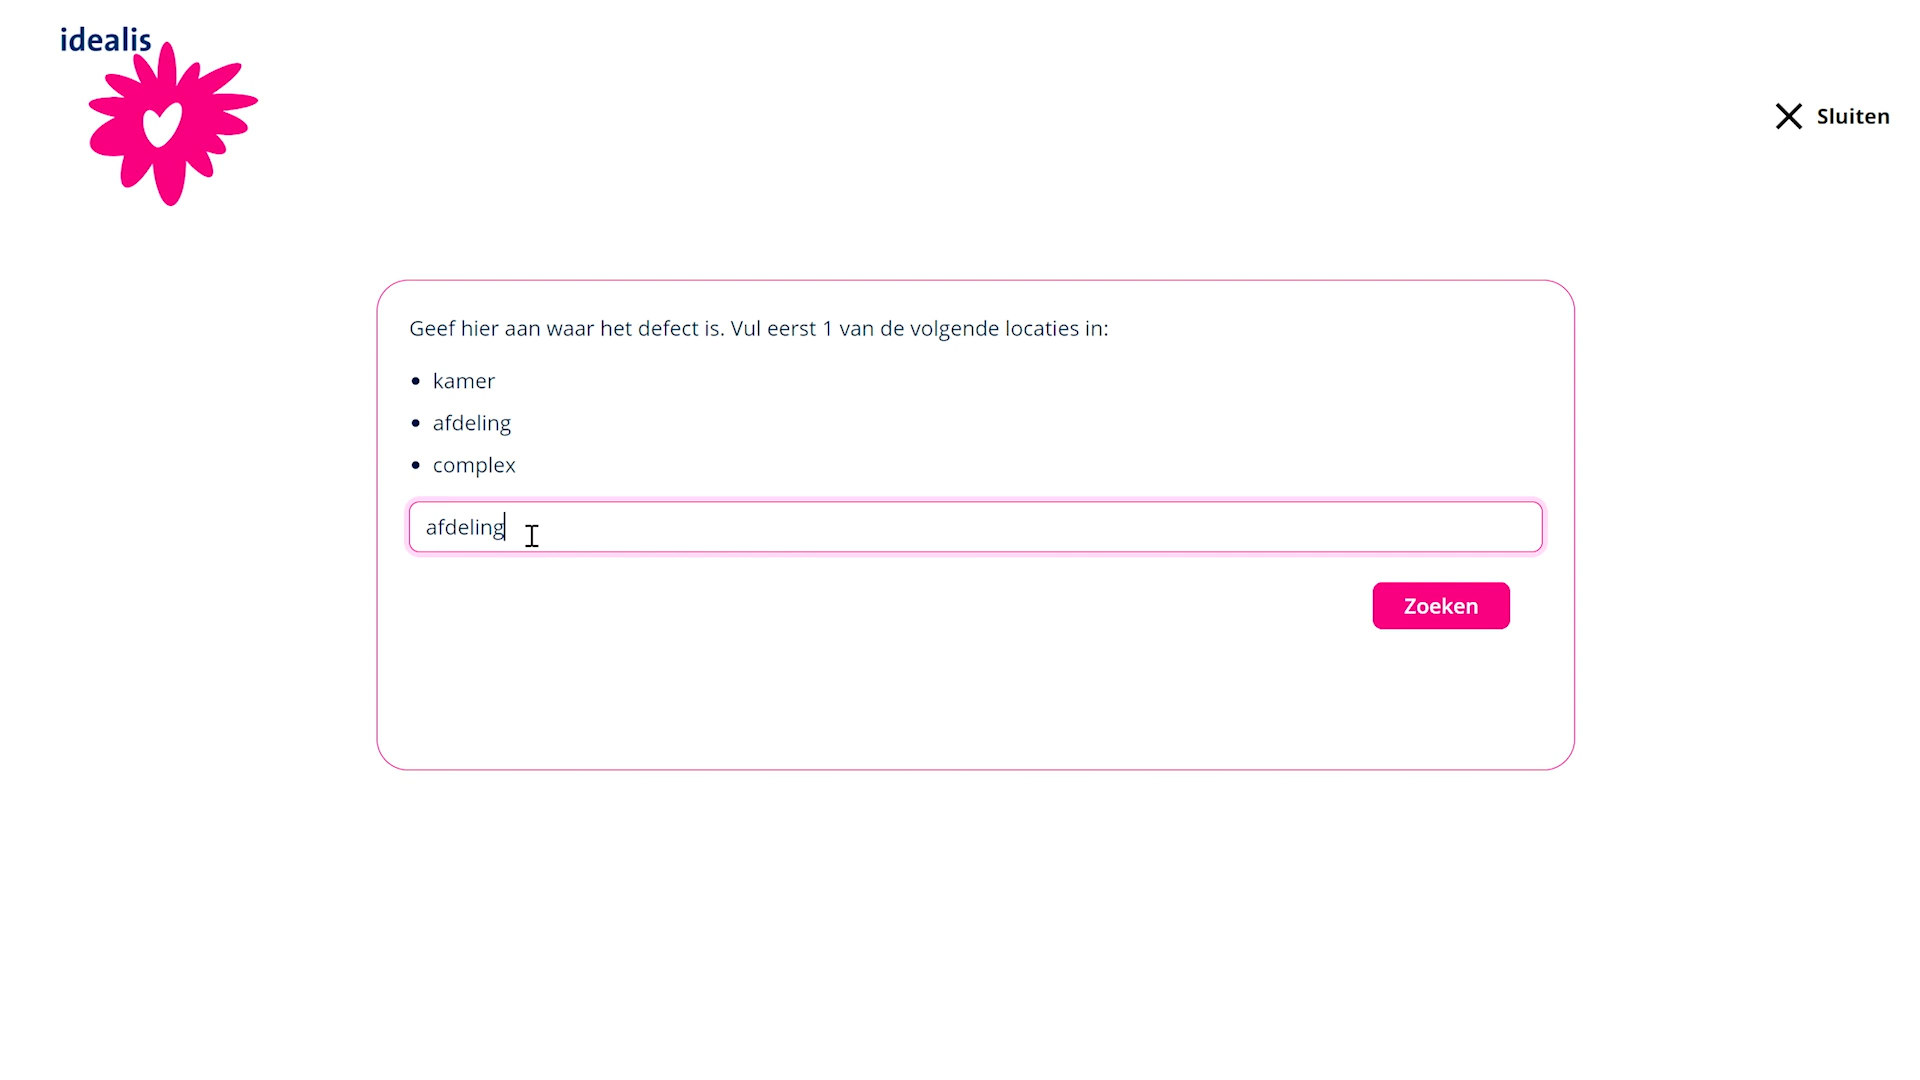 idealis
Sluiten
Geef hier aan waar het defect is. Vul eerst 1 van de volgende locaties in:
kamer
afdeling
complex
afdeling
Zoeken